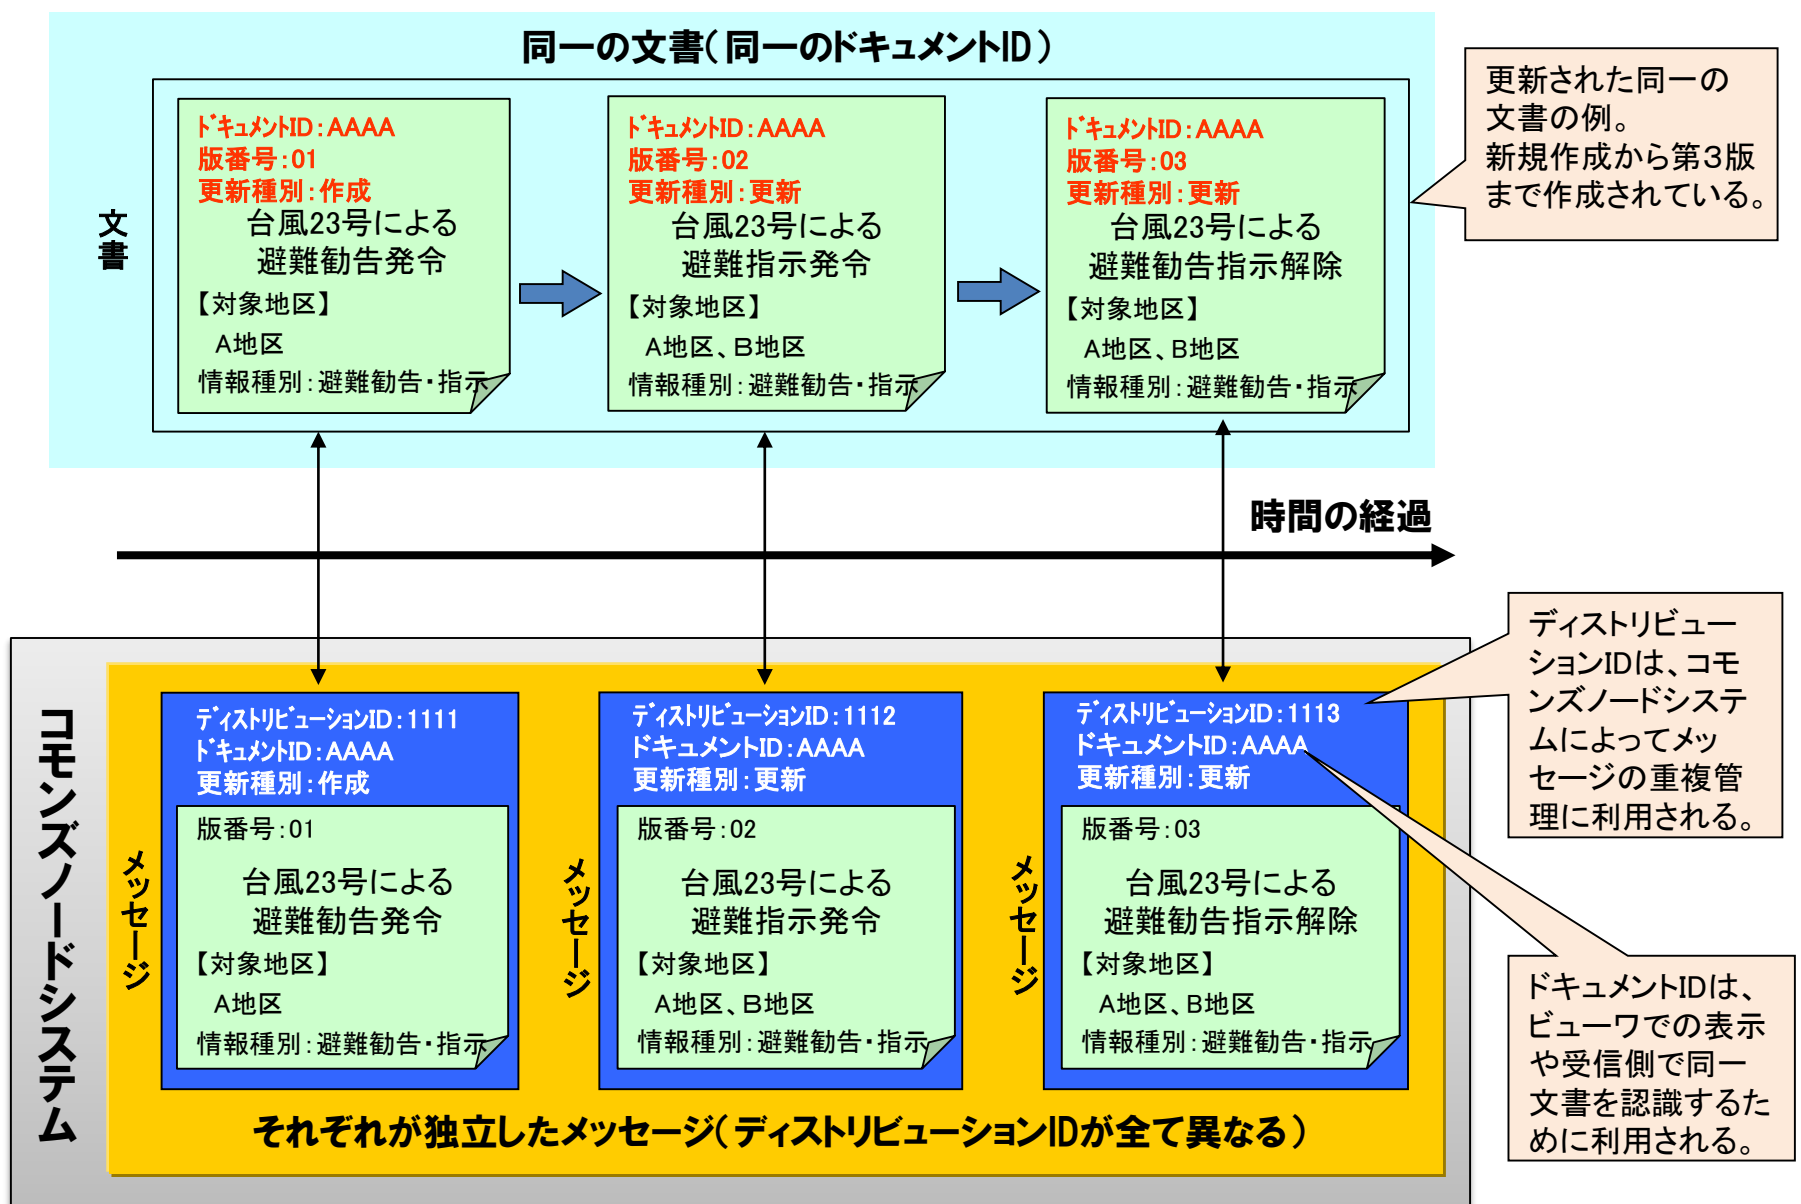 同一の文書(同一のドキュメントID)
更新された同一の
文書の例。
新規作成から第3版
まで作成されている。
文書
ドキュメントID:AAAA
版番号:01
更新種別:作成
台風23号による
避難勧告発令
【対象地区】
A地区
情報種別:避難勧告・指示
ドキュメントID:AAAA
版番号:02
更新種別:更新
台風23号による
避難指示発令
【対象地区】
A地区、B地区
情報種別:避難勧告・指示
ドキュメントID:AAAA
版番号:03
更新種別:更新
台風23号による
避難勧告指示解除
【対象地区】
A地区、B地区
情報種別:避難勧告・指示
時間の経過
コモンズノードシステム
メッセージ
ディストリビューションID:1111
ドキュメントID:AAAA
更新種別:作成
版番号:01
台風23号による
避難勧告発令
【対象地区】
A地区
情報種別:避難勧告・指示
メッセージ
ディストリビューションID:1112
ドキュメントID:AAAA
更新種別:更新
版番号:02
台風23号による
避難指示発令
【対象地区】
A地区、B地区
情報種別:避難勧告・指示
メッセージ
ディストリビューションID:1113
ドキュメントID:AAAA
更新種別:更新
版番号:03
台風23号による
避難勧告指示解除
【対象地区】
A地区、B地区
情報種別:避難勧告・指示
それぞれが独立したメッセージ(ディストリビューションIDが全て異なる)
ディストリビュー
ションIDは、コモ
ンズノードシステ
ムによってメッ
セージの重複管
理に利用される。
ドキュメントIDは、
ビューワでの表示
や受信側で同一
文書を認識するた
めに利用される。